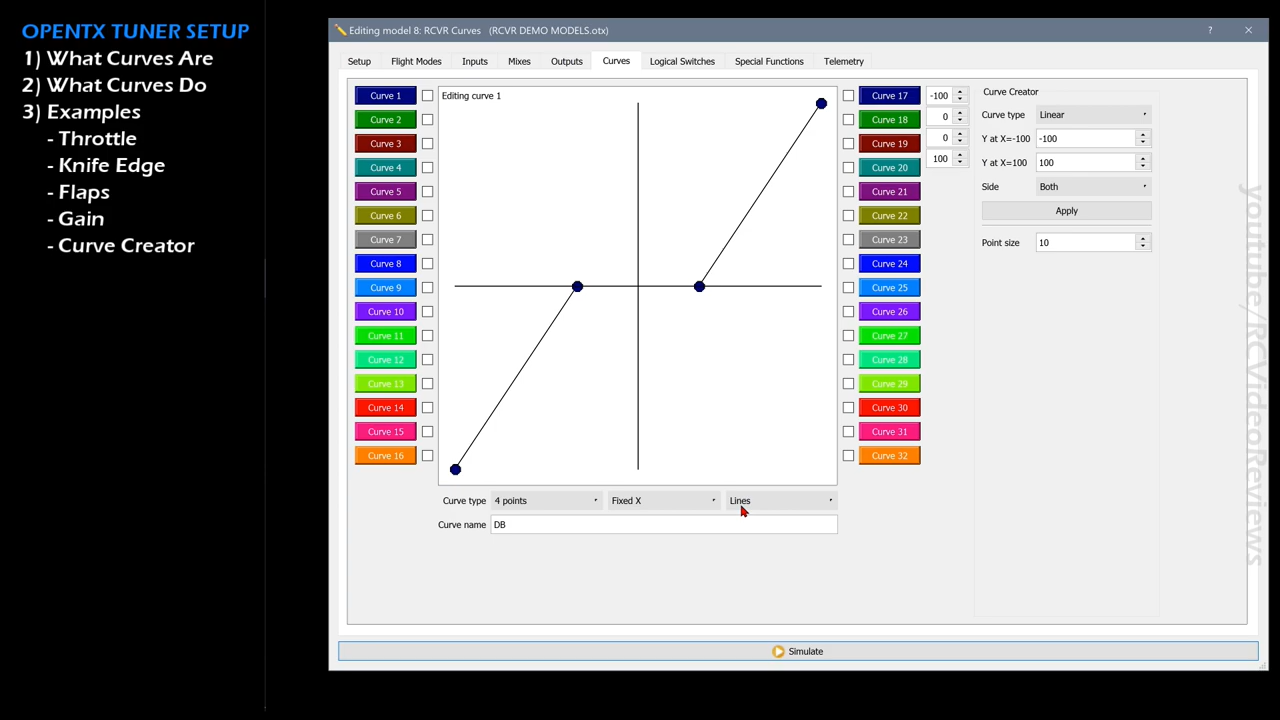 OPENTX TUNER SETUP
1) What Curves Are
2) What Curves Do
3) Examples
- Throttle
- Knife Edge
- Flaps
- Gain
- Curve Creator
Editing model 8: RCVR Curves (RCVR DEMO MODELS.otx)
?
Setup
Flight Modes
Inputs
Mixes
Outputs
Curves
Logical Switches
Special Functions
Telemetry
Curve 1
Curve 2
Curve 3
Curve 4
Curve 5
Curve 6
Curve 7
Curve 8
Curve 9
Curve 10
Curve 11
Curve 12
Curve 13
Curve 14
Curve 15
Curve 16
Editing curve 1
Curve type 4 points Fixed X Lines
Curve name DB
Curve 17
Curve 18
Curve 19
Curve 20
Curve 21
Curve 22
Curve 23
Curve 24
Curve 25
Curve 26
Curve 27
Curve 28
Curve 29
Curve 30
Curve 31
Curve 32
-100
0
0
100
Curve Creator
Curve type Linear
Y at X=-100 -100
Y at X=100 100
Side Both
Apply
Point size 10
Simulate
youtube/RCVideoReviews